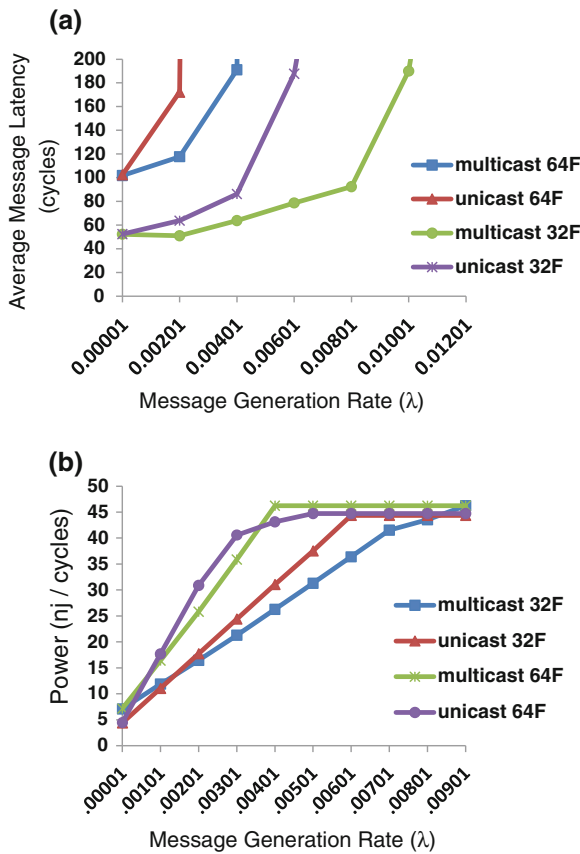 (a)
Average Message Latency
(cycles)
200
180
160
140
120
100
80
60
40
20
0
0.00001
0.00201
0.00401
0.00601
0.00801
0.01001
0.01201
Message Generation Rate (λ)
multicast 64F
unicast 64F
multicast 32F
unicast 32F
(b)
Power (nj / cycles)
50
45
40
35
30
25
20
15
10
5
0
.00001
.00101
.00201
.00301
.00401
.00501
.00601
.00701
.00801
.00901
Message Generation Rate (λ)
multicast 32F
unicast 32F
multicast 64F
unicast 64F